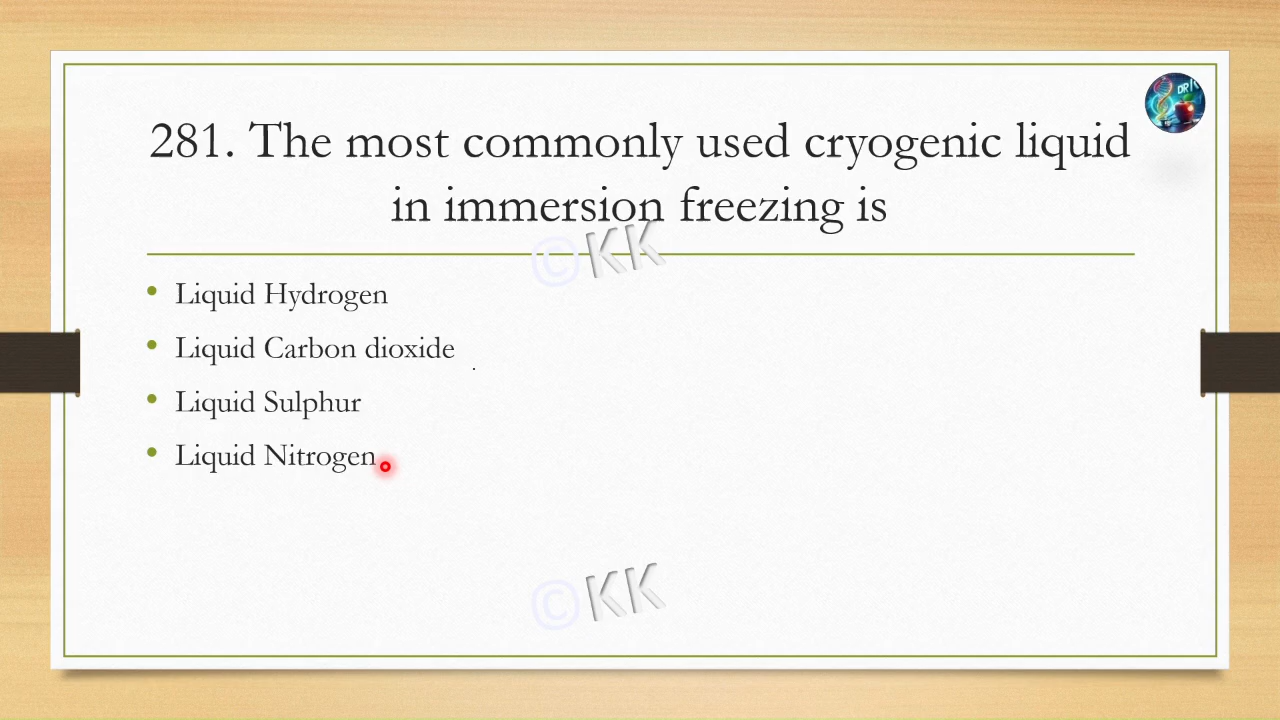 281. The most commonly used cryogenic liquid
in immersion freezing is
©KK
• Liquid Hydrogen
• Liquid Carbon dioxide
• Liquid Sulphur
• Liquid Nitrogen
©KK